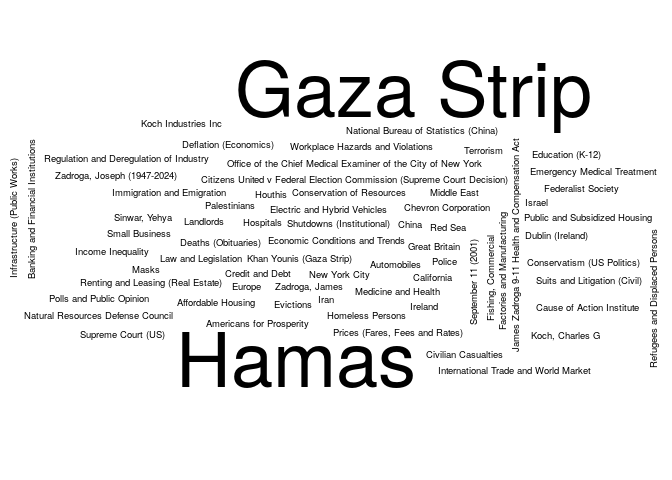 Gaza Strip
Koch Industries Inc
National Bureau of Statistics (China)
Deflation (Economics)
Workplace Hazards and Violations
Terrorism
Education (K-12)
Regulation and Deregulation of Industry
Office of the Chief Medical Examiner of the City of New York
Emergency Medical Treatment
Zadroga, Joseph (1947-2024)
Citizens United v Federal Election Commission (Supreme Court Decision)
Federalist Society
Immigration and Emigration
Houthis
Conservation of Resources
Middle East
Israel
Palestinians
Electric and Hybrid Vehicles
Chevron Corporation
Sinwar, Yehya
Landlords
Hospitals
Shutdowns (Institutional)
China
Red Sea
Public and Subsidized Housing
Small Business
Dublin (Ireland)
Deaths (Obituaries)
Economic Conditions and Trends
Great Britain
Income Inequality
Law and Legislation
Khan Younis (Gaza Strip)
Automobiles
Police
Conservatism (US Politics)
Masks
Credit and Debt
New York City
California
Renting and Leasing (Real Estate)
Europe
Zadroga, James
Medicine and Health
Suits and Litigation (Civil)
Polls and Public Opinion
Affordable Housing
Evictions
Iran
Ireland
Cause of Action Institute
Natural Resources Defense Council
Americans for Prosperity
Homeless Persons
Supreme Court (US)
Prices (Fares, Fees and Rates)
Koch, Charles G
Hamas
Civilian Casualties
International Trade and World Market
Infrastructure (Public Works)
Banking and Financial Institutions
September 11 (2001)
Fishing, Commercial
Factories and Manufacturing
James Zadroga 9-11 Health and Compensation Act
Refugees and Displaced Persons